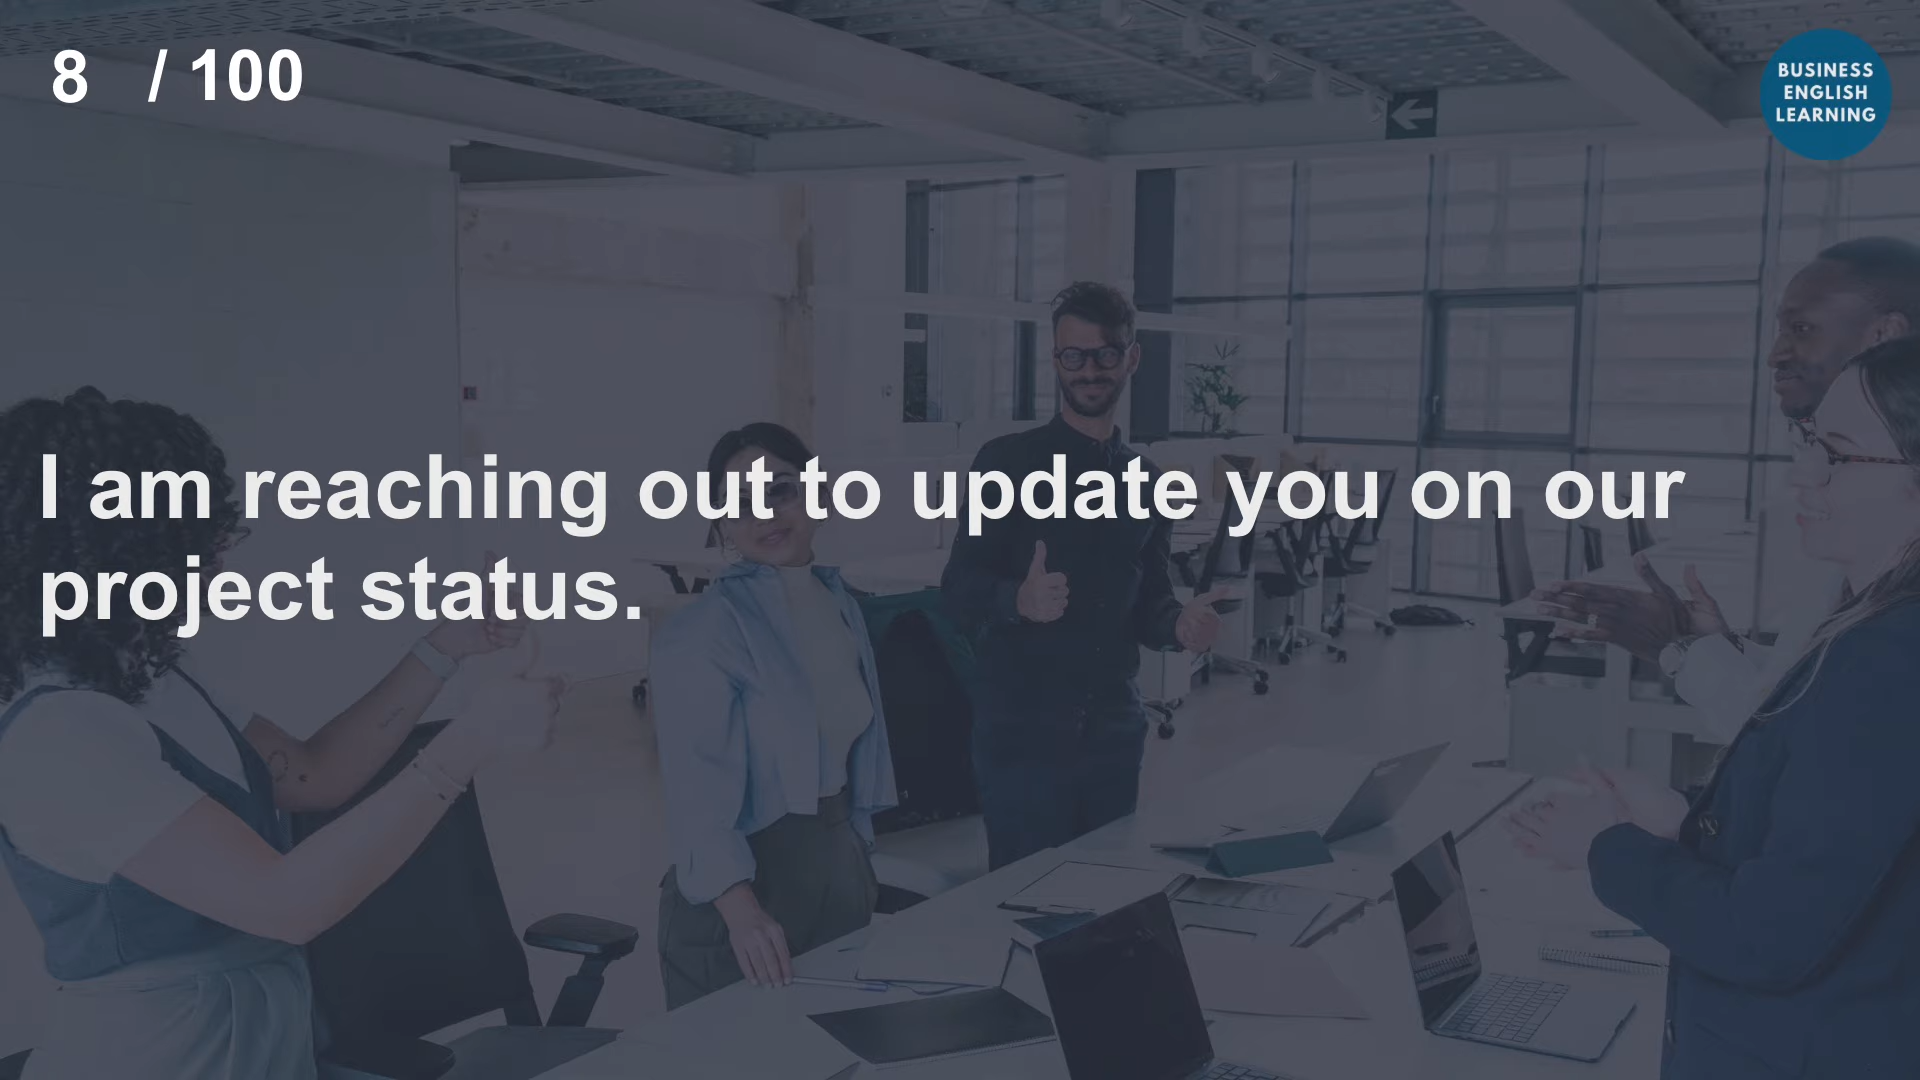 8 / 100
BUSINESS
ENGLISH
LEARNING
I am reaching out to update you on our
project status.